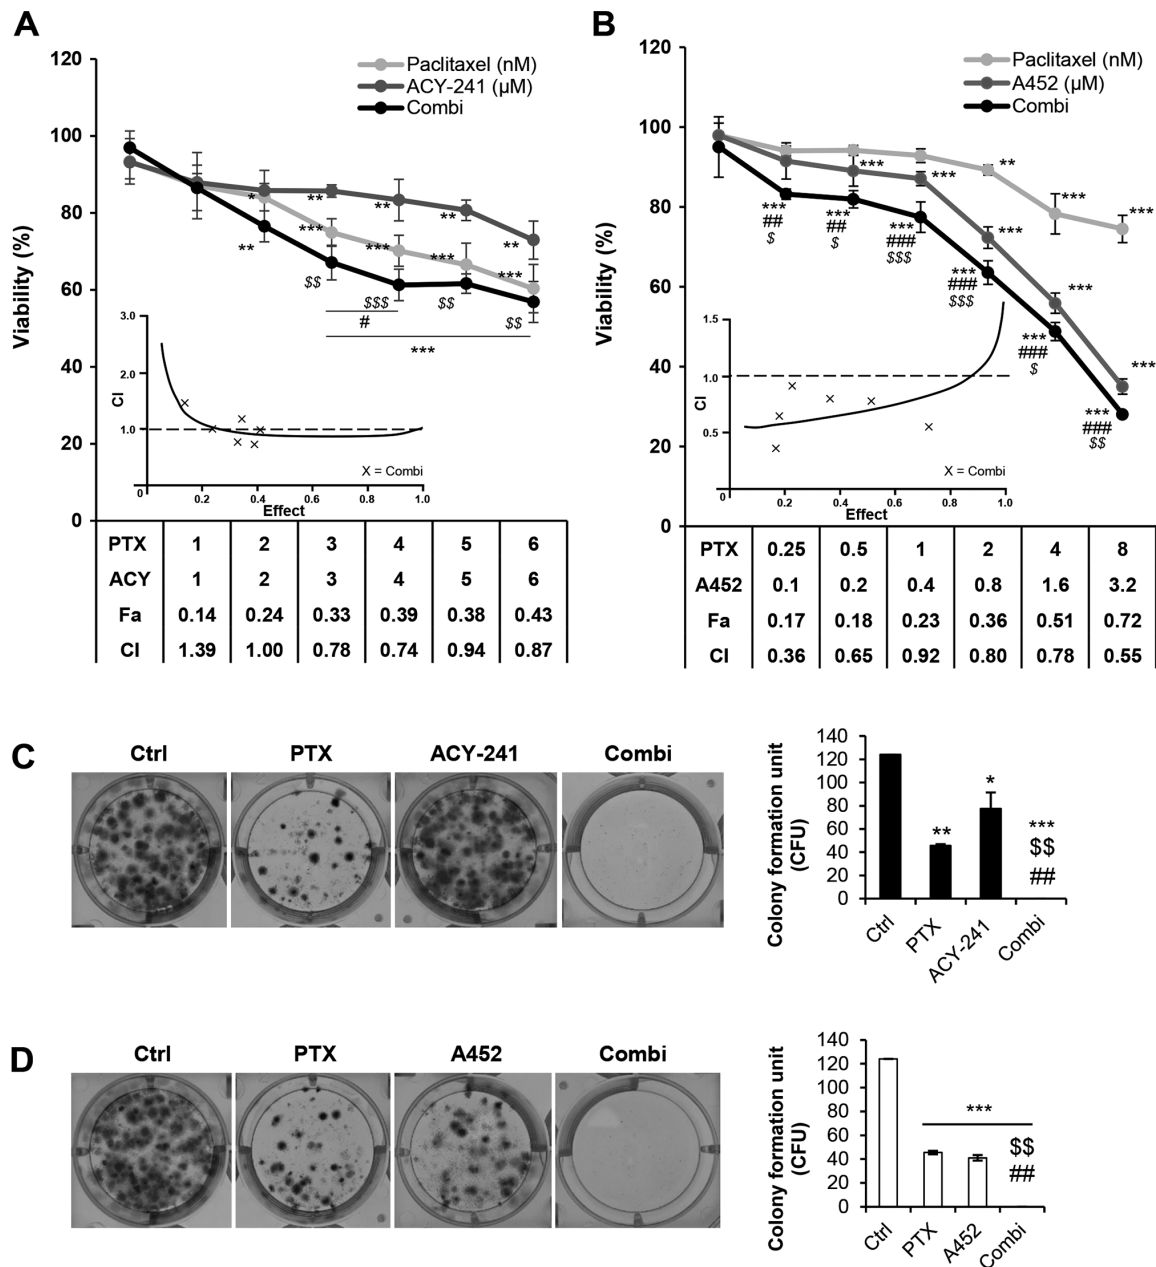 A
120
100
80
60
40
20
0
Viability (%)
Paclitaxel (nM)
ACY-241 (µM)
Combi
*
**
***
**
**
***
**
***
**
***
**
$$
$$$
$$
$$
#
***
3.0
2.0
1.0
0
CI
0.2
0.4
0.6
0.8
1.0
Effect
X = Combi
PTX 1 2 3 4 5 6
ACY 1 2 3 4 5 6
Fa 0.14 0.24 0.33 0.39 0.38 0.43
CI 1.39 1.00 0.78 0.74 0.94 0.87
B
120
100
80
60
40
20
0
Viability (%)
Paclitaxel (nM)
A452 (µM)
Combi
***
***
**
***
***
***
***
***
***
##
$
***
##
$
***
###
$$$
***
###
$$$
***
###
$
***
###
$$
1.5
1.0
0.5
0
CI
0.2
0.4
0.6
0.8
1.0
Effect
X = Combi
PTX 0.25 0.5 1 2 4 8
A452 0.1 0.2 0.4 0.8 1.6 3.2
Fa 0.17 0.18 0.23 0.36 0.51 0.72
CI 0.36 0.65 0.92 0.80 0.78 0.55
C
Ctrl
PTX
ACY-241
Combi
Colony formation unit
(CFU)
140
120
100
80
60
40
20
0
**
*
***
$$
##
Ctrl
PTX
ACY-241
Combi
D
Ctrl
PTX
A452
Combi
Colony formation unit
(CFU)
140
120
100
80
60
40
20
0
***
$$
##
Ctrl
PTX
A452
Combi